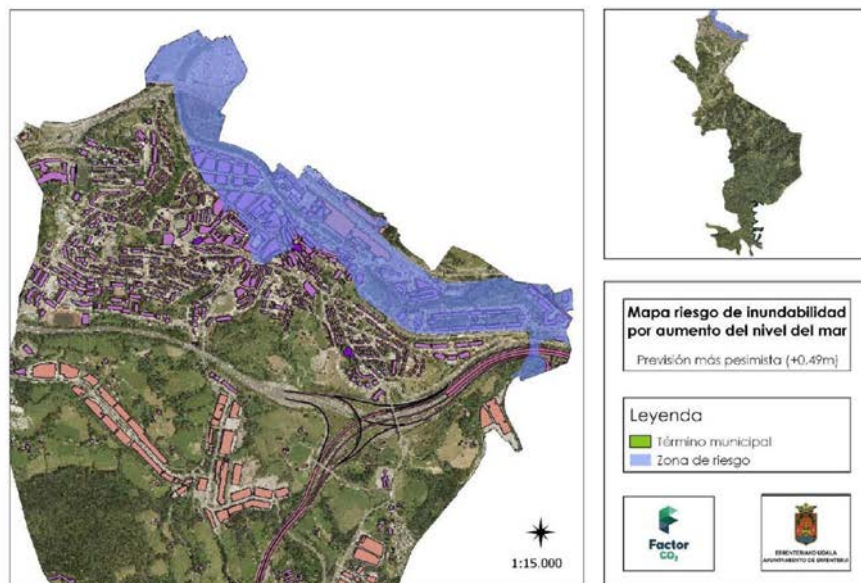 Mapa riesgo de inundabilidad
por aumento del nivel del mar
Previsión más pesimista (+0.49m)
Leyenda
Término municipal
Zona de riesgo
Factor
CO₂
ERRENTERIAKO UDALA
AYUNTAMIENTO DE ERRENTERIA
1:15.000